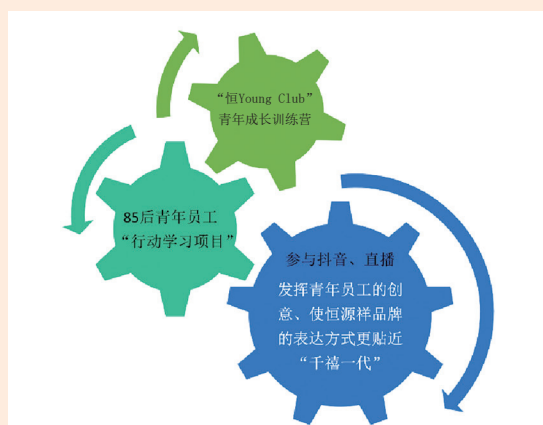 “恒Young Club”
青年成长训练营
85后青年员工
“行动学习项目”
参与抖音、直播
发挥青年员工的创
意、使恒源祥品牌
的表达方式更贴近
“千禧一代”